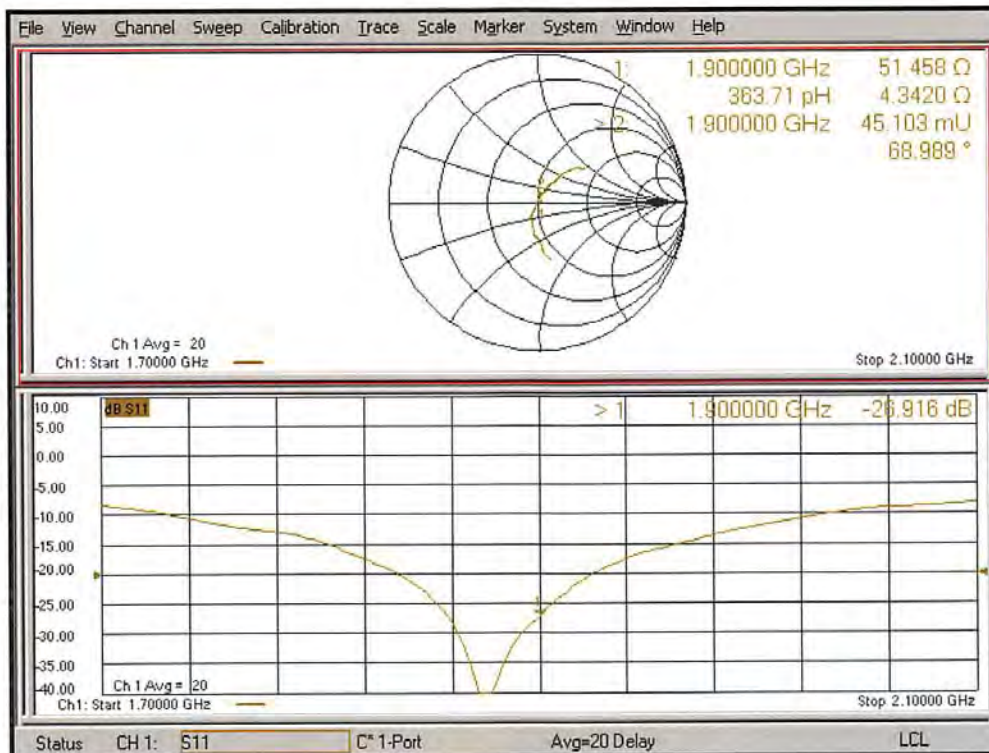 File View Channel Sweep Calibration Trace Scale Marker System Window Help
1: 1.900000 GHz 51.458 Ω
363.71 pH 4.3420 Ω
> 2: 1.900000 GHz 45.103 mU
68.989 °
Ch 1 Avg = 20
Ch1: Start 1.70000 GHz
Stop 2.10000 GHz
dB S11
> 1: 1.900000 GHz -26.916 dB
10.00
5.00
0.00
-5.00
-10.00
-15.00
-20.00
-25.00
-30.00
-35.00
-40.00
1
Ch 1 Avg = 20
Ch1: Start 1.70000 GHz
Stop 2.10000 GHz
Status CH 1: S11 C* 1-Port Avg=20 Delay LCL